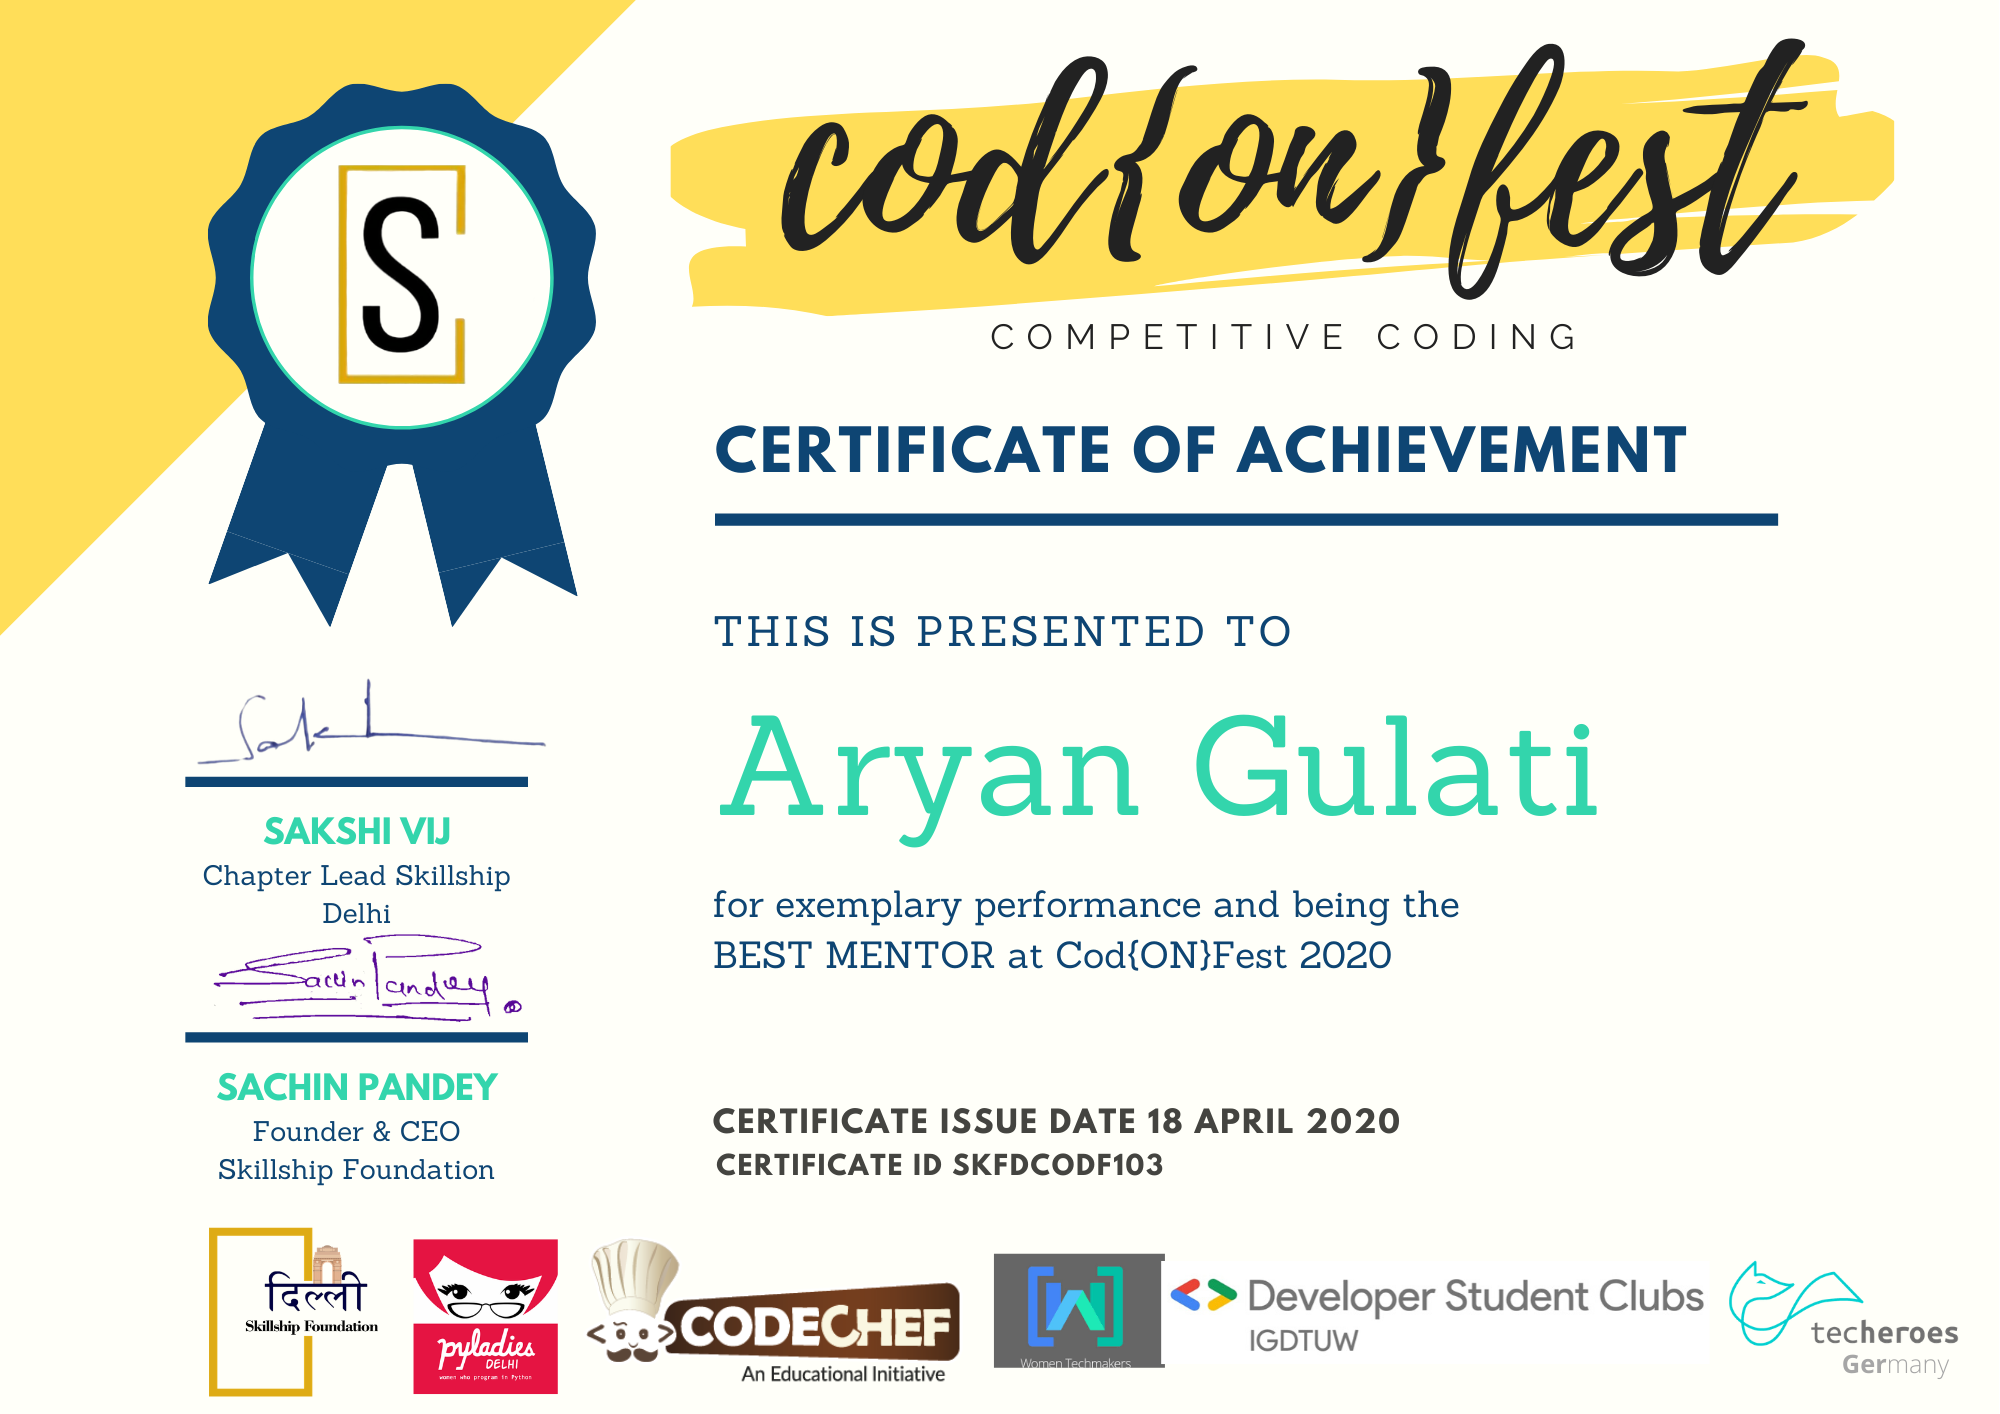 cod{on}fest
COMPETITIVE CODING
CERTIFICATE OF ACHIEVEMENT
THIS IS PRESENTED TO
Aryan Gulati
for exemplary performance and being the
BEST MENTOR at Cod{ON}Fest 2020
CERTIFICATE ISSUE DATE 18 APRIL 2020
CERTIFICATE ID SKFDCODF103
S
SAKSHI VIJ
Chapter Lead Skillship
Delhi
Sachin Pandey
SACHIN PANDEY
Founder & CEO
Skillship Foundation
दिल्ली
Skillship Foundation
pyladies
DELHI
women who program in Python
CODECHEF
An Educational Initiative
Women Techmakers
Developer Student Clubs
IGDTUW
techeroes
Germany